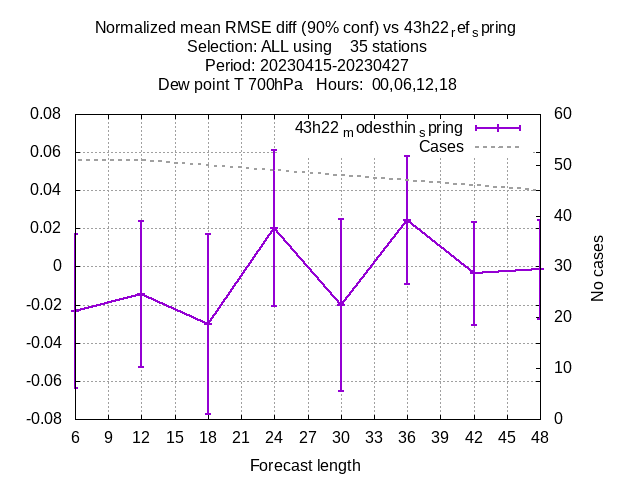 Normalized mean RMSE diff (90% conf) vs 43h22refspring
Selection: ALL using 35 stations
Period: 20230415-20230427
Dew point T 700hPa Hours: 00,06,12,18
43h22modesthinspring
Cases
0.08
0.06
0.04
0.02
0
-0.02
-0.04
-0.06
-0.08
60
50
40
30
20
10
0
No cases
6 9 12 15 18 21 24 27 30 33 36 39 42 45 48
Forecast length